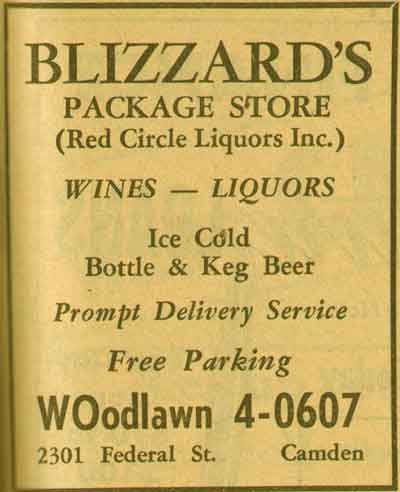 BLIZZARD'S
PACKAGE STORE
(Red Circle Liquors Inc.)
WINES — LIQUORS
Ice Cold
Bottle & Keg Beer
Prompt Delivery Service
Free Parking
WOodlawn 4-0607
2301 Federal St. Camden